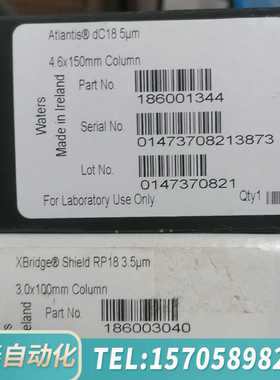 Atlantis® dC18 5µm
4.6x150mm Column
Part No.
186001344
Waters
Made in Ireland
Serial No
01473708213873
Lot No.
0147370821
For Laboratory Use Only
Qty1
XBridge® Shield RP18 3.5µm
3.0x100mm Column
Part No.
186003040
自动化
TEL:157058982